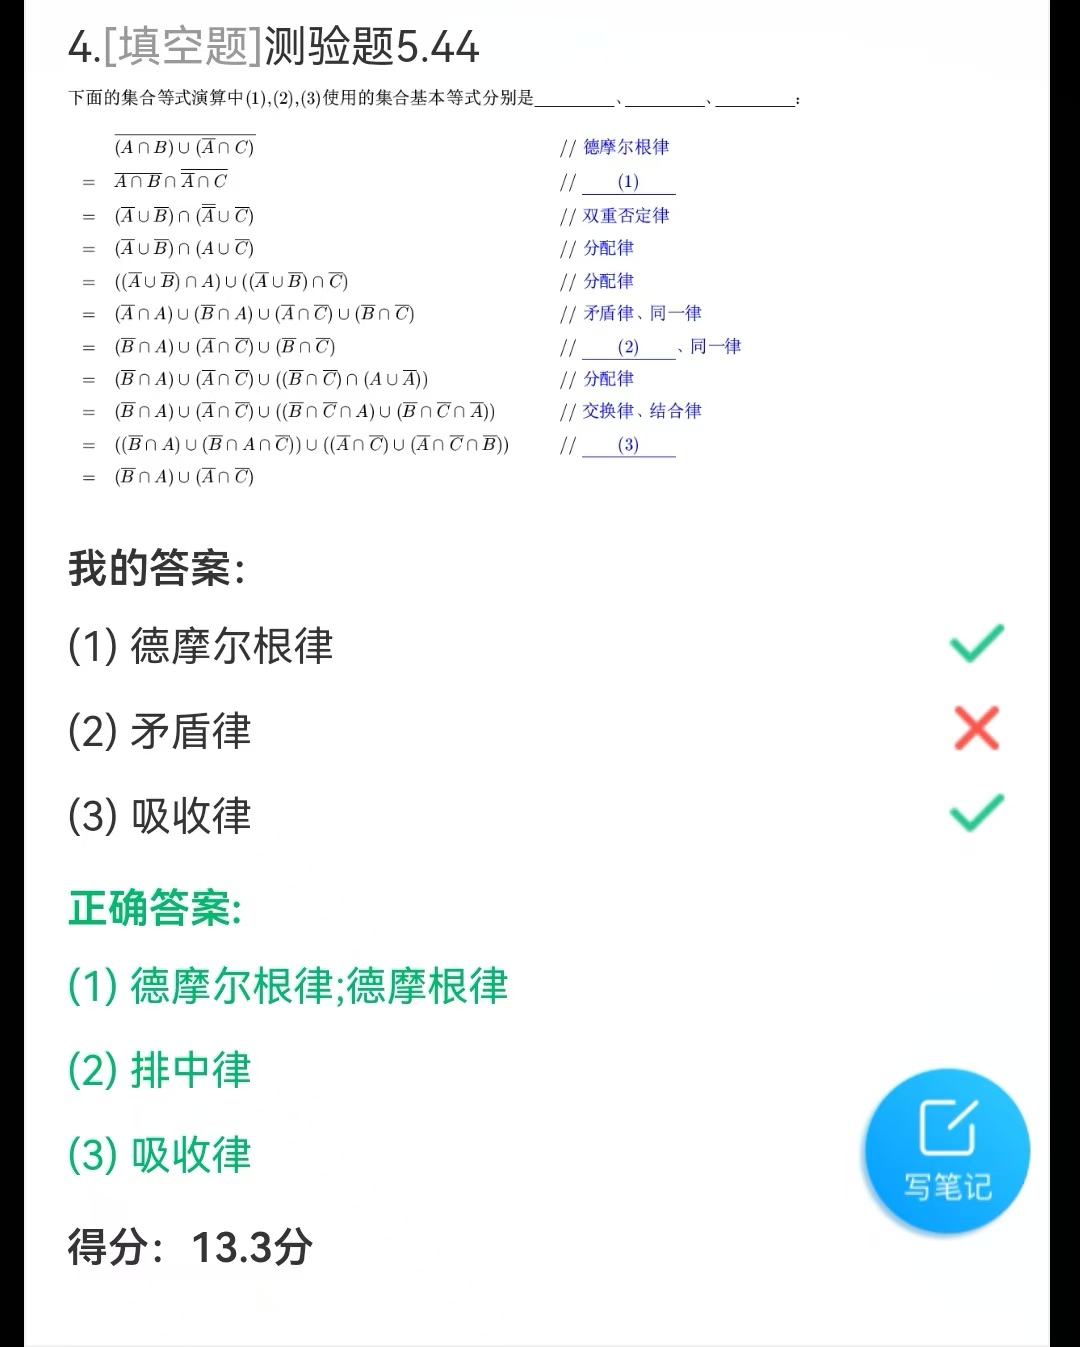 4.[填空题]测验题5.44
下面的集合等式演算中(1),(2),(3)使用的集合基本等式分别是________、________、________:
$\overline{(A \cap B) \cup (\overline{A} \cap C)}$ // 德摩尔根律
= $\overline{A \cap B} \cap \overline{\overline{A} \cap C}$ // (1)
= $(\overline{A} \cup \overline{B}) \cap (\overline{\overline{A}} \cup \overline{C})$ // 双重否定律
= $(\overline{A} \cup \overline{B}) \cap (A \cup \overline{C})$ // 分配律
= $((\overline{A} \cup \overline{B}) \cap A) \cup ((\overline{A} \cup \overline{B}) \cap \overline{C})$ // 分配律
= $(\overline{A} \cap A) \cup (\overline{B} \cap A) \cup (\overline{A} \cap \overline{C}) \cup (\overline{B} \cap \overline{C})$ // 矛盾律、同一律
= $(\overline{B} \cap A) \cup (\overline{A} \cap \overline{C}) \cup (\overline{B} \cap \overline{C})$ // (2) 、同一律
= $(\overline{B} \cap A) \cup (\overline{A} \cap \overline{C}) \cup ((\overline{B} \cap \overline{C}) \cap (A \cup \overline{A}))$ // 分配律
= $(\overline{B} \cap A) \cup (\overline{A} \cap \overline{C}) \cup ((\overline{B} \cap \overline{C} \cap A) \cup (\overline{B} \cap \overline{C} \cap \overline{A}))$ // 交换律、结合律
= $((\overline{B} \cap A) \cup (\overline{B} \cap A \cap \overline{C})) \cup ((\overline{A} \cap \overline{C}) \cup (\overline{A} \cap \overline{C} \cap \overline{B}))$ // (3)
= $(\overline{B} \cap A) \cup (\overline{A} \cap \overline{C})$
我的答案:
(1) 德摩尔根律
(2) 矛盾律
(3) 吸收律
正确答案:
(1) 德摩尔根律;德摩根律
(2) 排中律
(3) 吸收律
写笔记
得分：13.3分